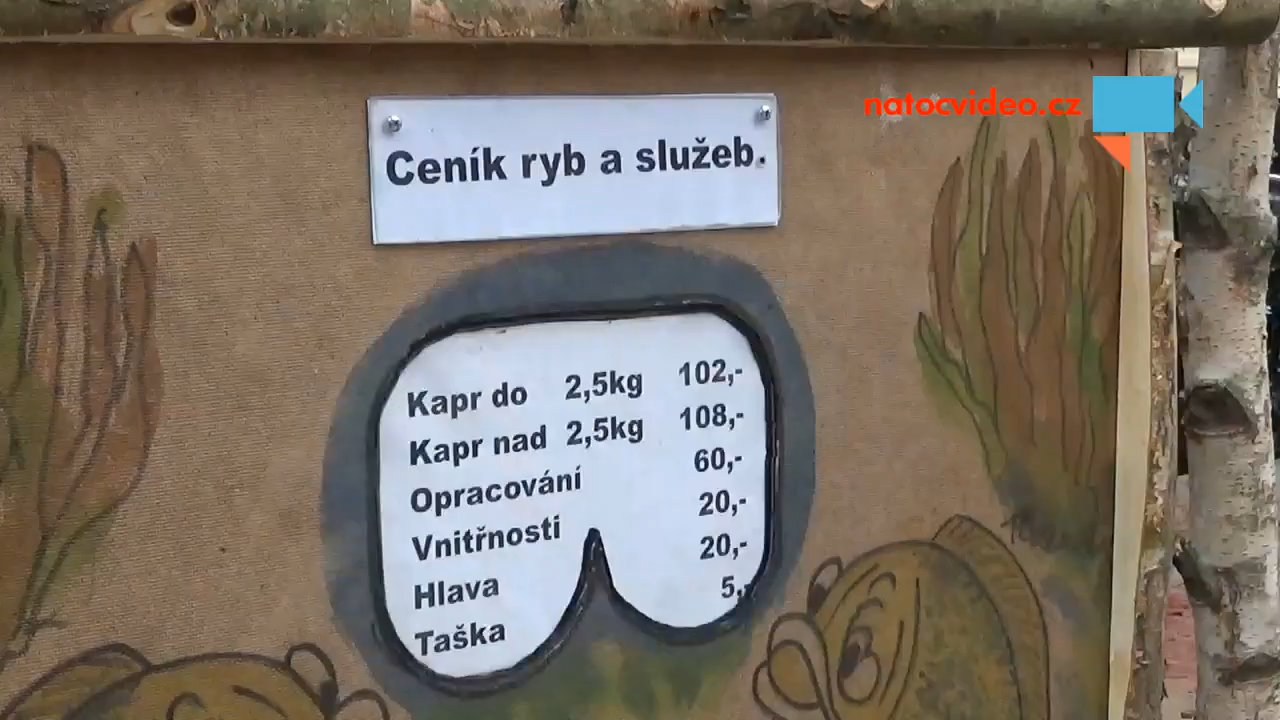 natocvideo.cz
Ceník ryb a služeb.
Kapr do 2,5kg 102,-
Kapr nad 2,5kg 108,-
Opracování 60,-
Vnitřnosti 20,-
Hlava 20,-
Taška 5,-